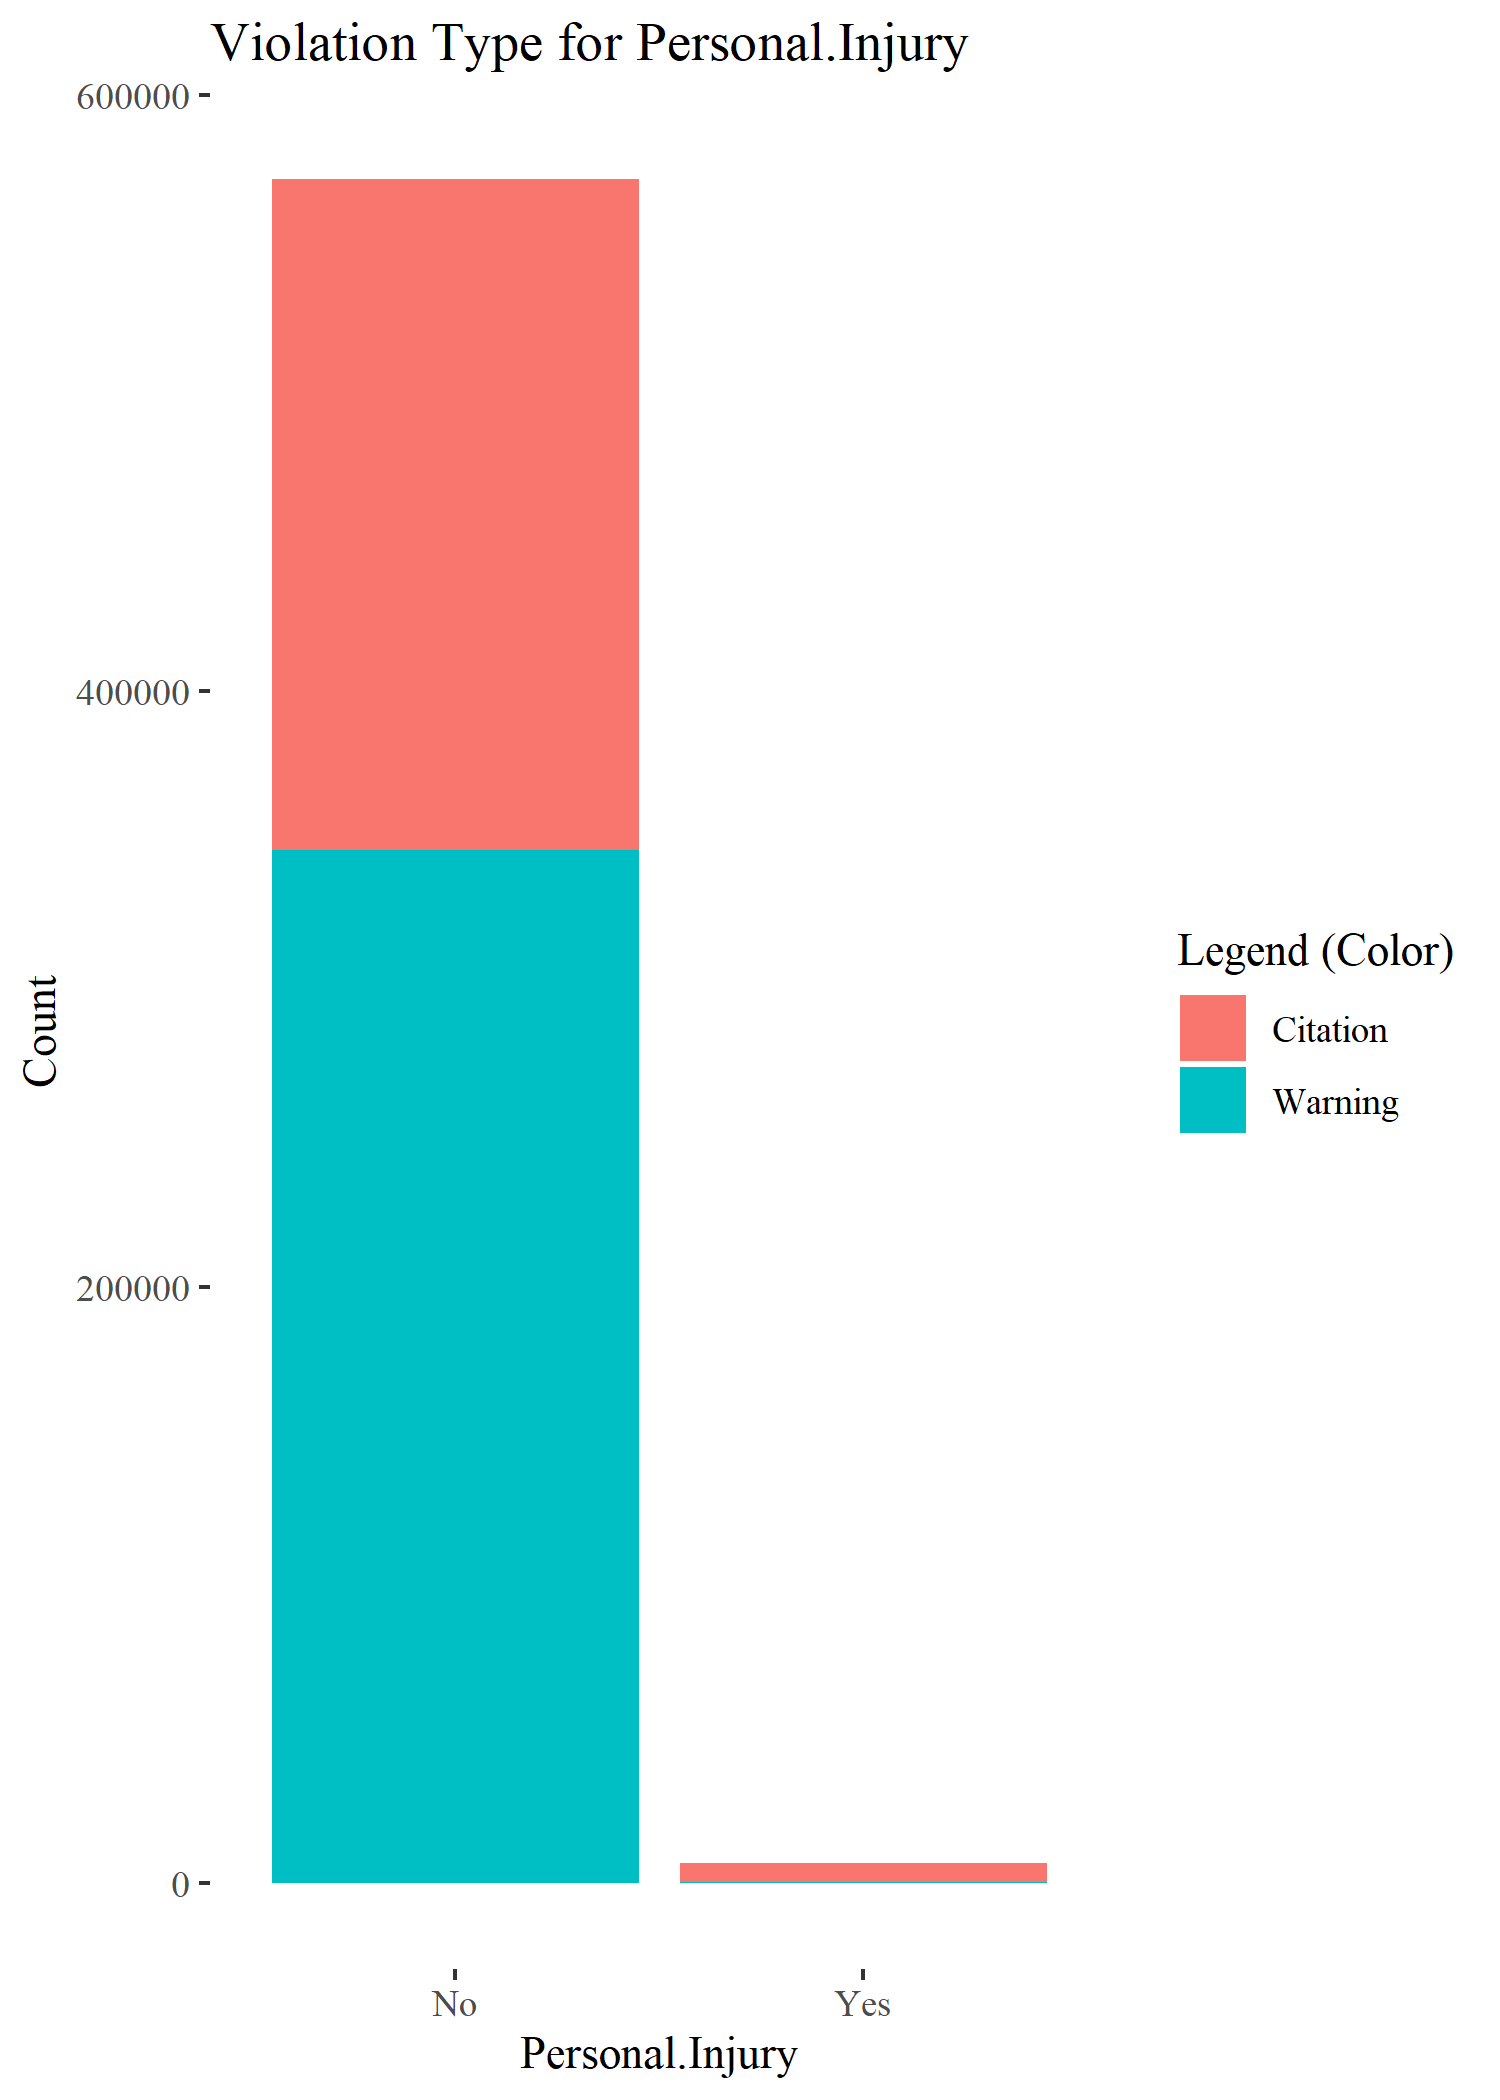 Violation Type for Personal.Injury
600000
400000
200000
0
Count
No
Yes
Personal.Injury
Legend (Color)
Citation
Warning